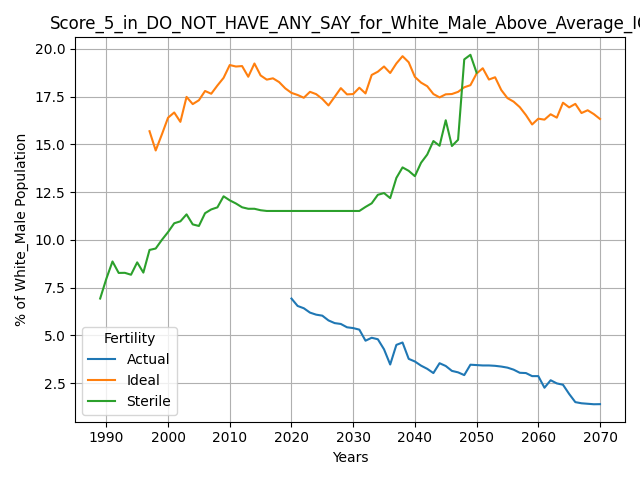 Score_5_in_DO_NOT_HAVE_ANY_SAY_for_White_Male_Above_Average_I
% of White_Male Population
20.0
17.5
15.0
12.5
10.0
7.5
5.0
2.5
Fertility
Actual
Ideal
Sterile
1990 2000 2010 2020 2030 2040 2050 2060 2070
Years